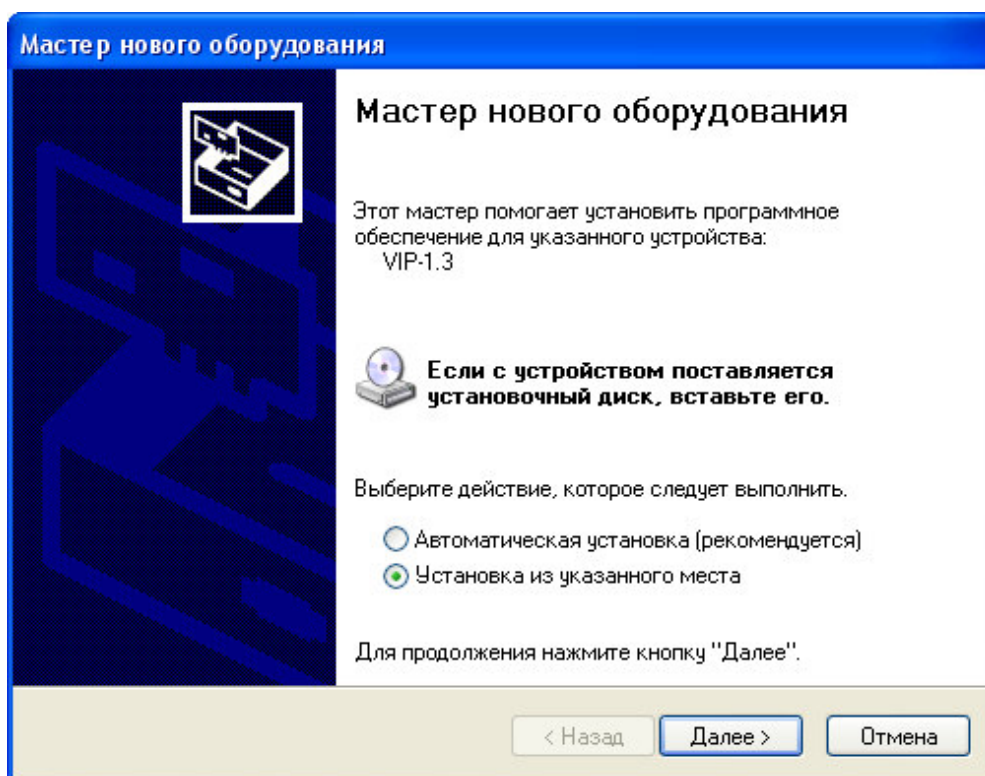 Мастер нового оборудования
Мастер нового оборудования
Этот мастер помогает установить программное
обеспечение для указанного устройства:
VIP-1.3
Если с устройством поставляется
установочный диск, вставьте его.
Выберите действие, которое следует выполнить.
Автоматическая установка (рекомендуется)
Установка из указанного места
Для продолжения нажмите кнопку "Далее".
< Назад
Далее >
Отмена